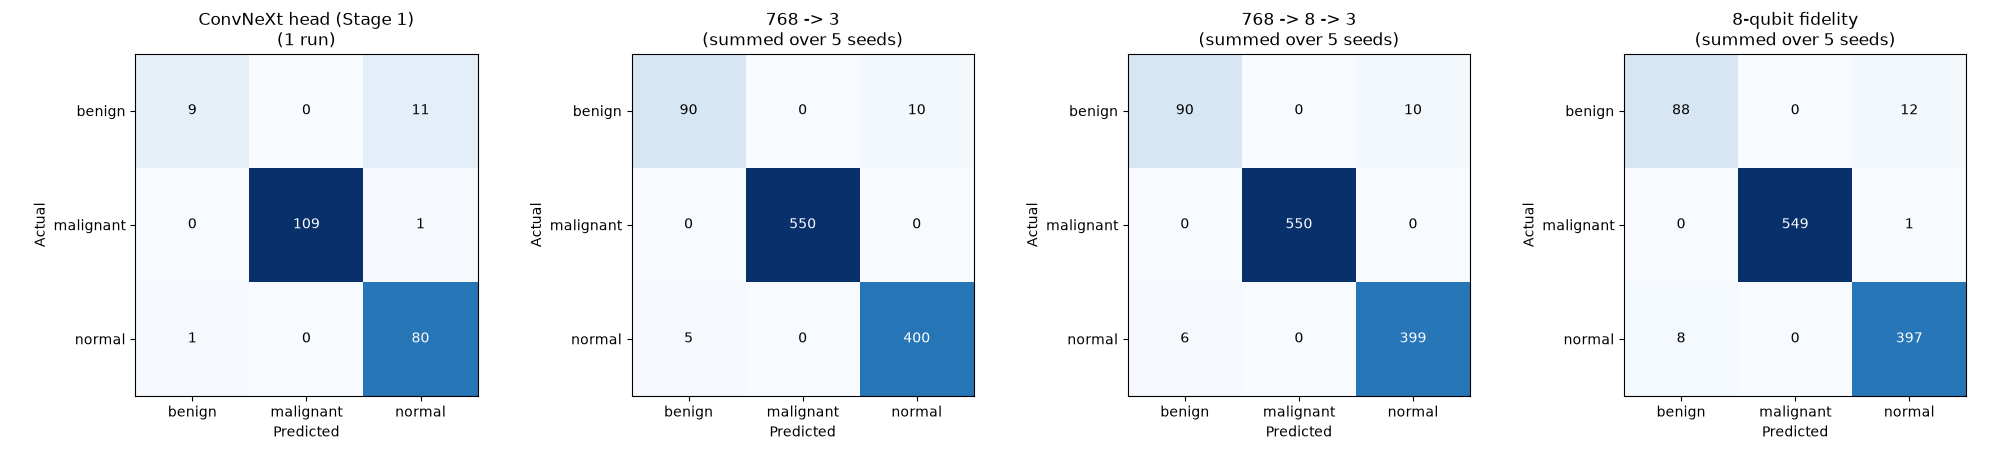 ConvNeXt head (Stage 1)
(1 run)
benign
malignant
normal
Actual
9 0 11
0 109 1
1 0 80
benign malignant normal
Predicted
768 -> 3
(summed over 5 seeds)
benign
malignant
normal
Actual
90 0 10
0 550 0
5 0 400
benign malignant normal
Predicted
768 -> 8 -> 3
(summed over 5 seeds)
benign
malignant
normal
Actual
90 0 10
0 550 0
6 0 399
benign malignant normal
Predicted
8-qubit fidelity
(summed over 5 seeds)
benign
malignant
normal
Actual
88 0 12
0 549 1
8 0 397
benign malignant normal
Predicted